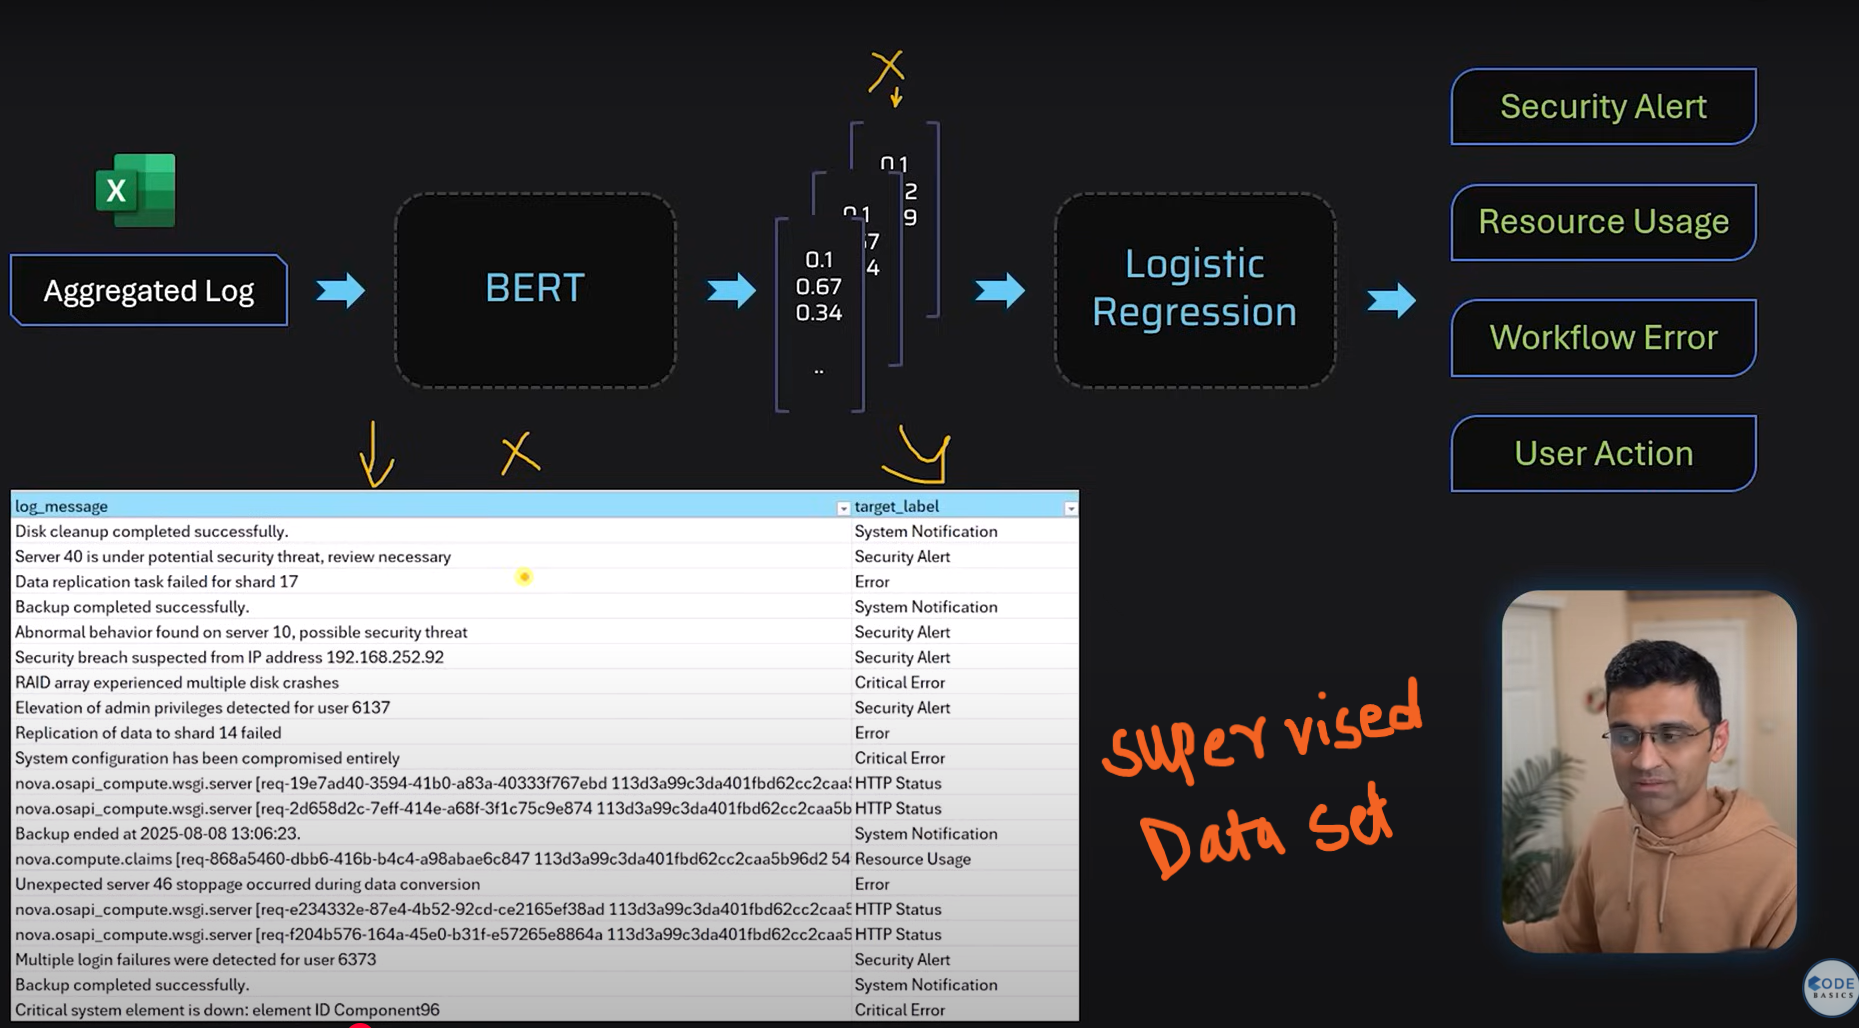 X
Security Alert
X
Aggregated Log
BERT
0.1
2
9
0.1
7
4
0.1
0.67
0.34
..
Logistic
Regression
Resource Usage
Workflow Error
User Action
X
y
log_message target_label
Disk cleanup completed successfully. System Notification
Server 40 is under potential security threat, review necessary Security Alert
Data replication task failed for shard 17 Error
Backup completed successfully. System Notification
Abnormal behavior found on server 10, possible security threat Security Alert
Security breach suspected from IP address 192.168.252.92 Security Alert
RAID array experienced multiple disk crashes Critical Error
Elevation of admin privileges detected for user 6137 Security Alert
Replication of data to shard 14 failed Error
System configuration has been compromised entirely Critical Error
nova.osapi_compute.wsgi.server [req-19e7ad40-3594-41b0-a83a-40333f767ebd 113d3a99c3da401fbd62cc2caa5 HTTP Status
nova.osapi_compute.wsgi.server [req-2d658d2c-7eff-414e-a68f-3f1c75c9e874 113d3a99c3da401fbd62cc2caa5b HTTP Status
Backup ended at 2025-08-08 13:06:23. System Notification
nova.compute.claims [req-868a5460-dbb6-416b-b4c4-a98abae6c847 113d3a99c3da401fbd62cc2caa5b96d2 54 Resource Usage
Unexpected server 46 stoppage occurred during data conversion Error
nova.osapi_compute.wsgi.server [req-e234332e-87e4-4b52-92cd-ce2165ef38ad 113d3a99c3da401fbd62cc2caa5 HTTP Status
nova.osapi_compute.wsgi.server [req-f204b576-164a-45e0-b31f-e57265e8864a 113d3a99c3da401fbd62cc2caa5 HTTP Status
Multiple login failures were detected for user 6373 Security Alert
Backup completed successfully. System Notification
Critical system element is down: element ID Component96 Critical Error
supervised
Data set
CODE
BASICS